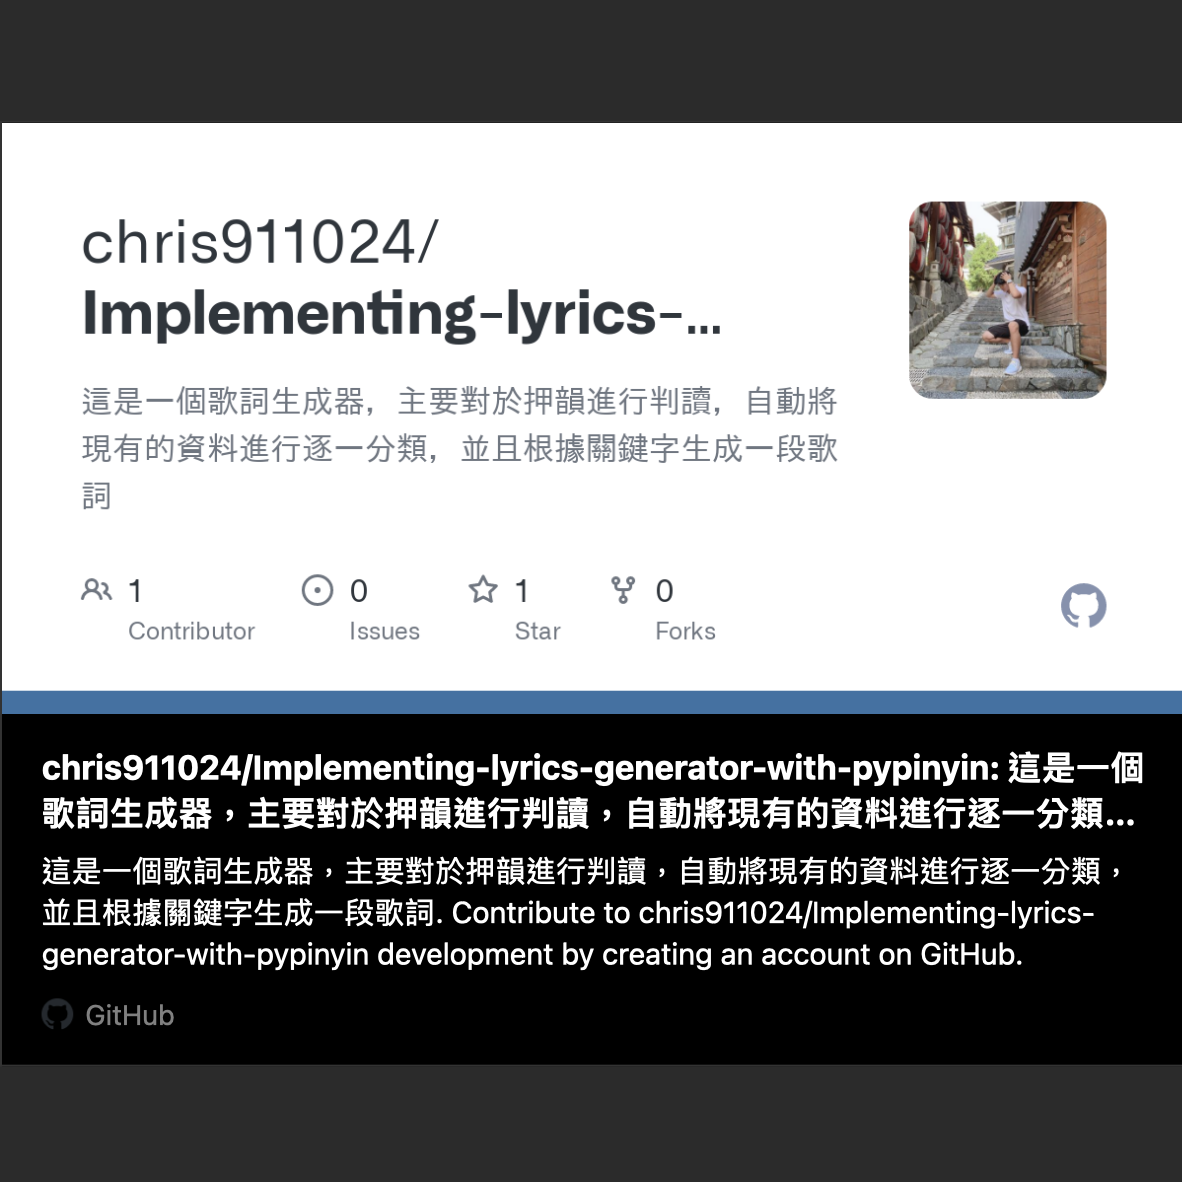 chris911024/
Implementing-lyrics-...
這是一個歌詞生成器，主要對於押韻進行判讀，自動將
現有的資料進行逐一分類，並且根據關鍵字生成一段歌
詞
1
Contributor
0
Issues
1
Star
0
Forks
chris911024/Implementing-lyrics-generator-with-pypinyin: 這是一個
歌詞生成器，主要對於押韻進行判讀，自動將現有的資料進行逐一分類...
這是一個歌詞生成器，主要對於押韻進行判讀，自動將現有的資料進行逐一分類，
並且根據關鍵字生成一段歌詞. Contribute to chris911024/Implementing-lyrics-
generator-with-pypinyin development by creating an account on GitHub.
GitHub